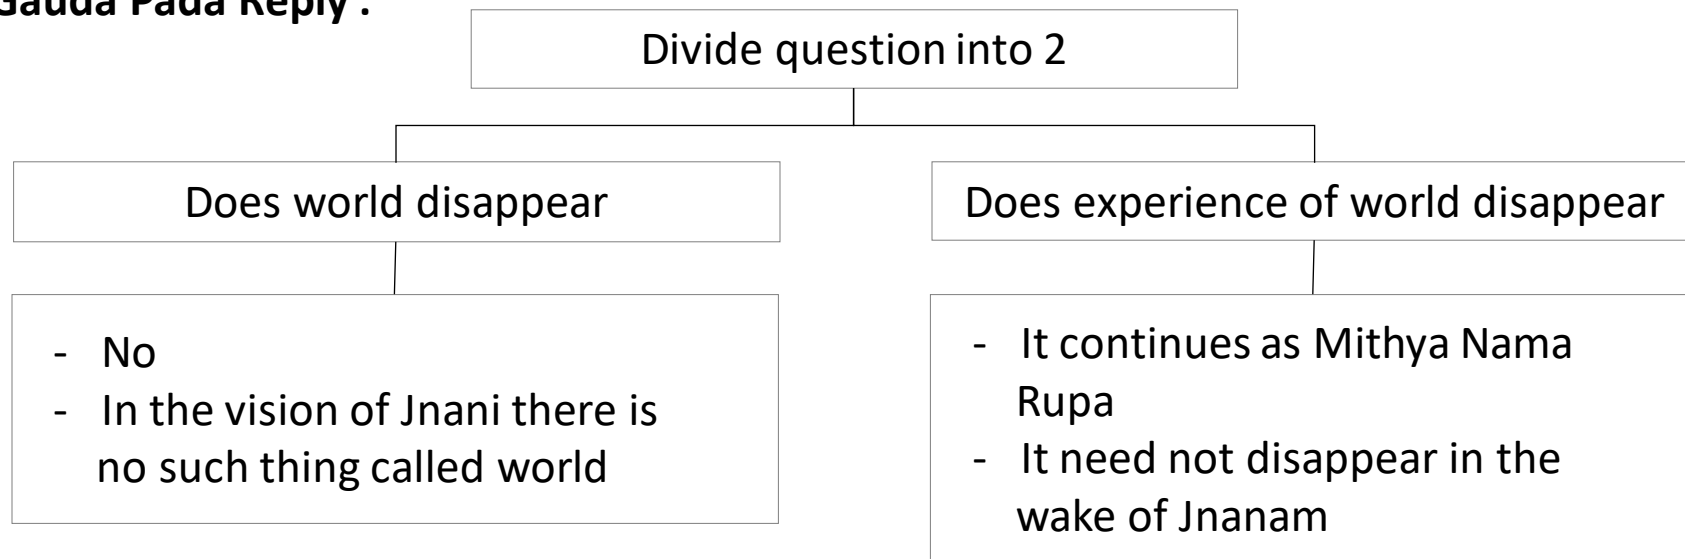 Gauda Pada Reply :
Divide question into 2
Does world disappear
Does experience of world disappear
- No
- In the vision of Jnani there is
no such thing called world
- It continues as Mithya Nama
Rupa
- It need not disappear in the
wake of Jnanam